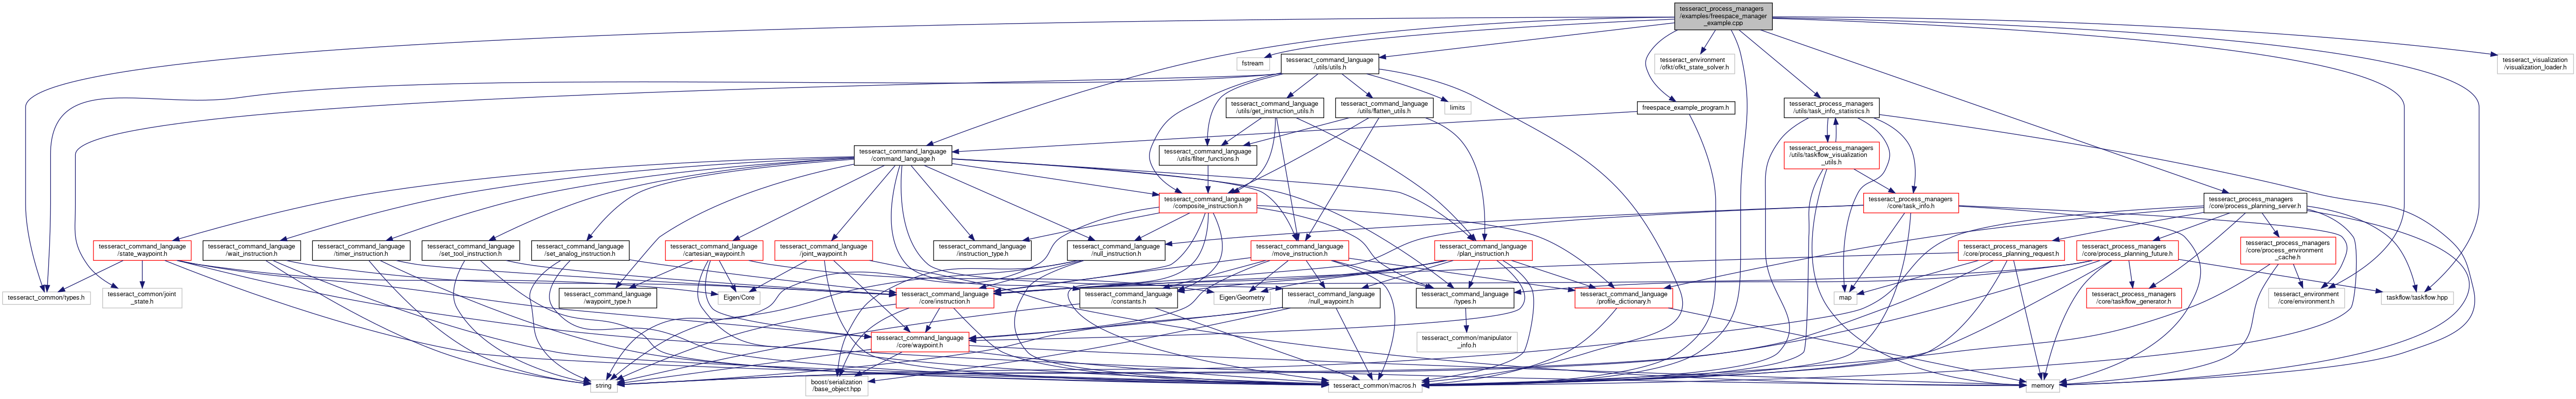 tesseract_process_managers
/examples/freespace_manager
_example.cpp
fstream
tesseract_command_language
/utils/utils.h
tesseract_environment
/ofkt/ofkt_state_solver.h
tesseract_visualization
/visualization_loader.h
tesseract_command_language
/utils/get_instruction_utils.h
tesseract_command_language
/utils/flatten_utils.h
limits
freespace_example_program.h
tesseract_process_managers
/utils/task_info_statistics.h
tesseract_command_language
/command_language.h
tesseract_command_language
/utils/filter_functions.h
tesseract_process_managers
/utils/taskflow_visualization
_utils.h
tesseract_command_language
/composite_instruction.h
tesseract_process_managers
/core/task_info.h
tesseract_process_managers
/core/process_planning_server.h
tesseract_command_language
/state_waypoint.h
tesseract_command_language
/wait_instruction.h
tesseract_command_language
/timer_instruction.h
tesseract_command_language
/set_tool_instruction.h
tesseract_command_language
/set_analog_instruction.h
tesseract_command_language
/cartesian_waypoint.h
tesseract_command_language
/joint_waypoint.h
tesseract_command_language
/instruction_type.h
tesseract_command_language
/null_instruction.h
tesseract_command_language
/move_instruction.h
tesseract_command_language
/plan_instruction.h
tesseract_process_managers
/core/process_planning_request.h
tesseract_process_managers
/core/process_planning_future.h
tesseract_process_managers
/core/process_environment
_cache.h
tesseract_common/types.h
tesseract_common/joint
_state.h
tesseract_command_language
/waypoint_type.h
Eigen/Core
tesseract_command_language
/core/instruction.h
tesseract_command_language
/constants.h
Eigen/Geometry
tesseract_command_language
/null_waypoint.h
tesseract_command_language
/types.h
tesseract_command_language
/profile_dictionary.h
map
tesseract_process_managers
/core/taskflow_generator.h
tesseract_environment
/core/environment.h
taskflow/taskflow.hpp
tesseract_command_language
/core/waypoint.h
tesseract_common/manipulator
_info.h
string
boost/serialization
/base_object.hpp
tesseract_common/macros.h
memory